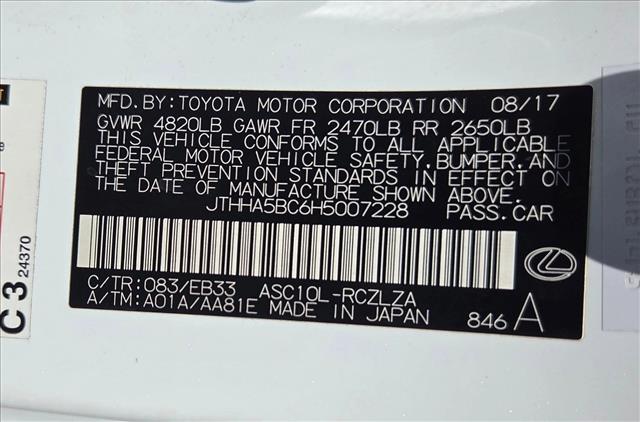 MFD. BY: TOYOTA MOTOR CORPORATION 08/17
GVWR 4820LB GAWR FR 2470LB RR 2650LB
THIS VEHICLE CONFORMS TO ALL APPLICABLE
FEDERAL MOTOR VEHICLE SAFETY, BUMPER, AND
THEFT PREVENTION STANDARDS IN EFFECT ON
THE DATE OF MANUFACTURE SHOWN ABOVE.
JTHHA5BC6H5007228 PASS. CAR
C/TR: 083/EB33 ASC10L-RCZLZA
A/TM: A01A/AA81E MADE IN JAPAN 846 A
C 3 24370